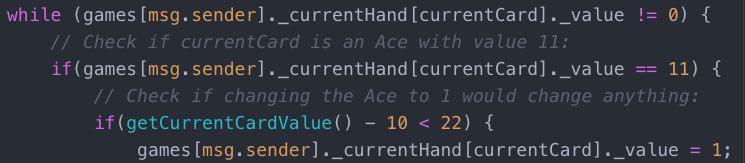 while (games[msg.sender]._currentHand[currentCard]._value != 0) {
// Check if currentCard is an Ace with value 11:
if(games[msg.sender]._currentHand[currentCard]._value == 11) {
// Check if changing the Ace to 1 would change anything:
if(getCurrentCardValue() - 10 < 22) {
games[msg.sender]._currentHand[currentCard]._value = 1;